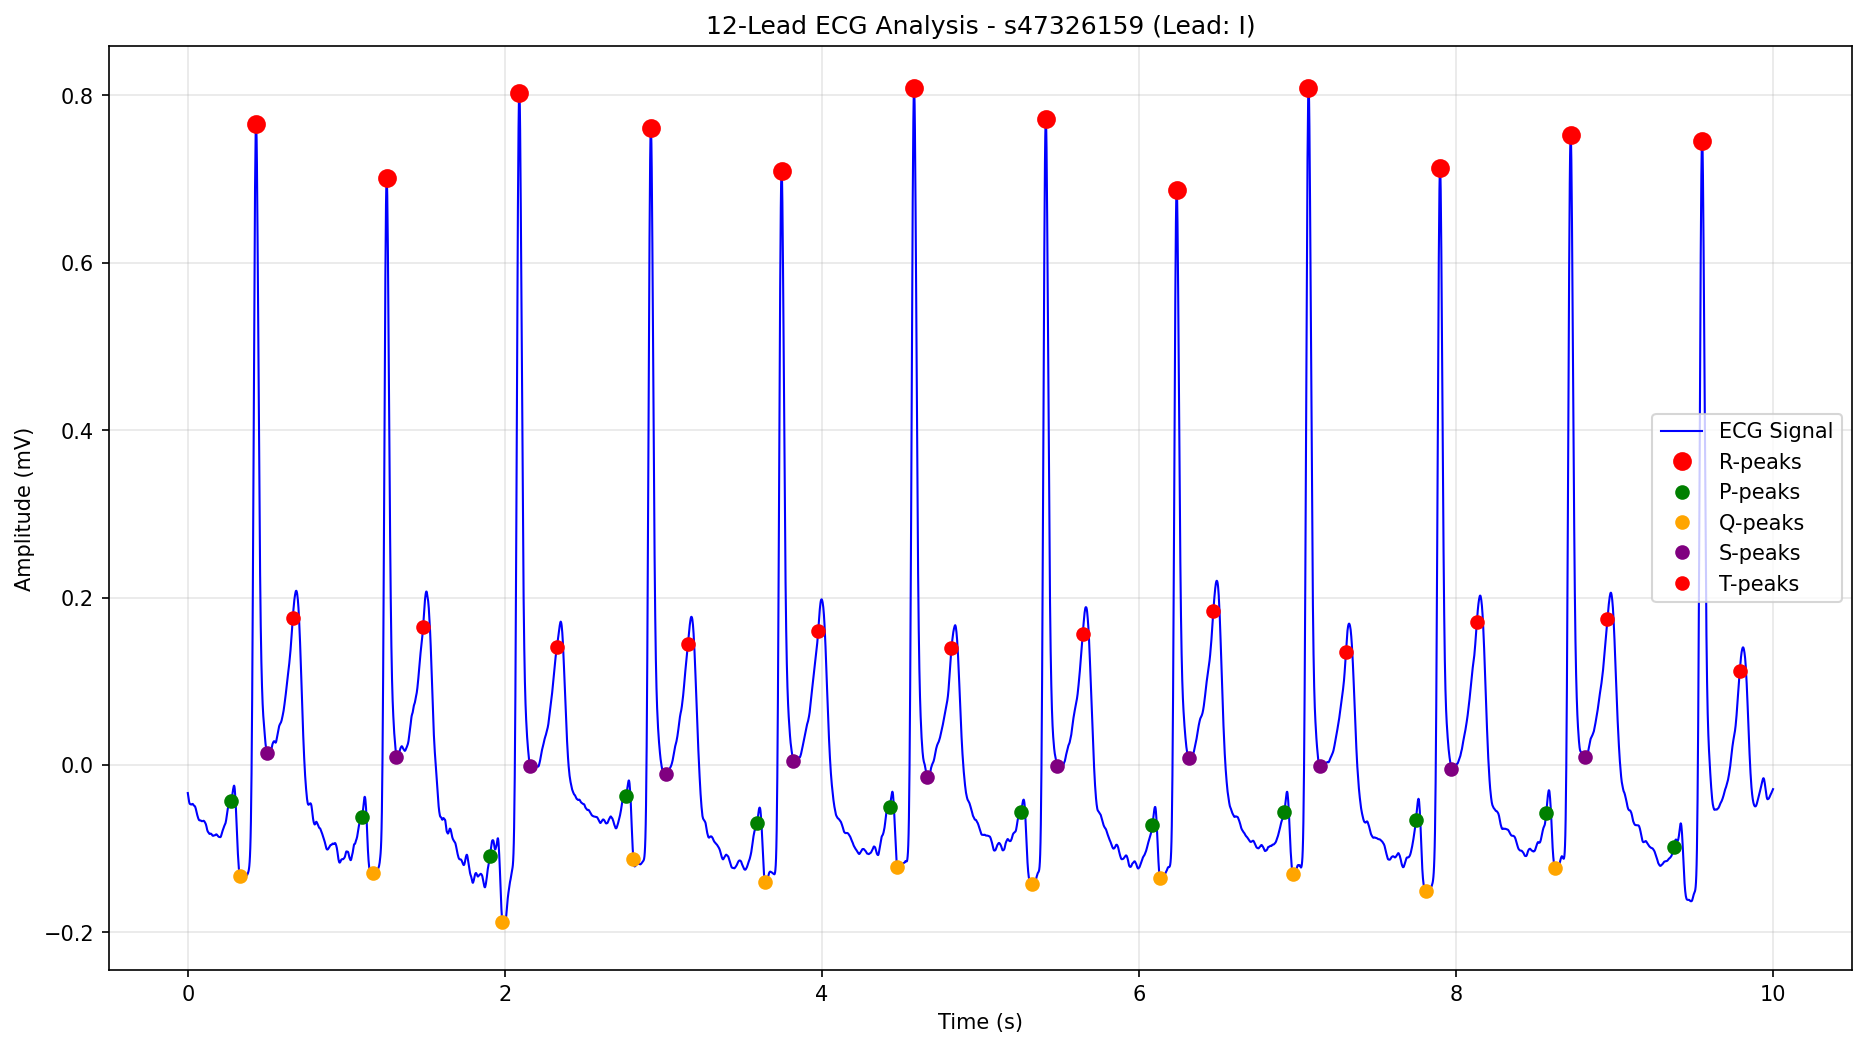 12-Lead ECG Analysis - s47326159 (Lead: I)
Amplitude (mV)
0.8
0.6
0.4
0.2
0.0
−0.2
ECG Signal
R-peaks
P-peaks
Q-peaks
S-peaks
T-peaks
0 2 4 6 8 10
Time (s)